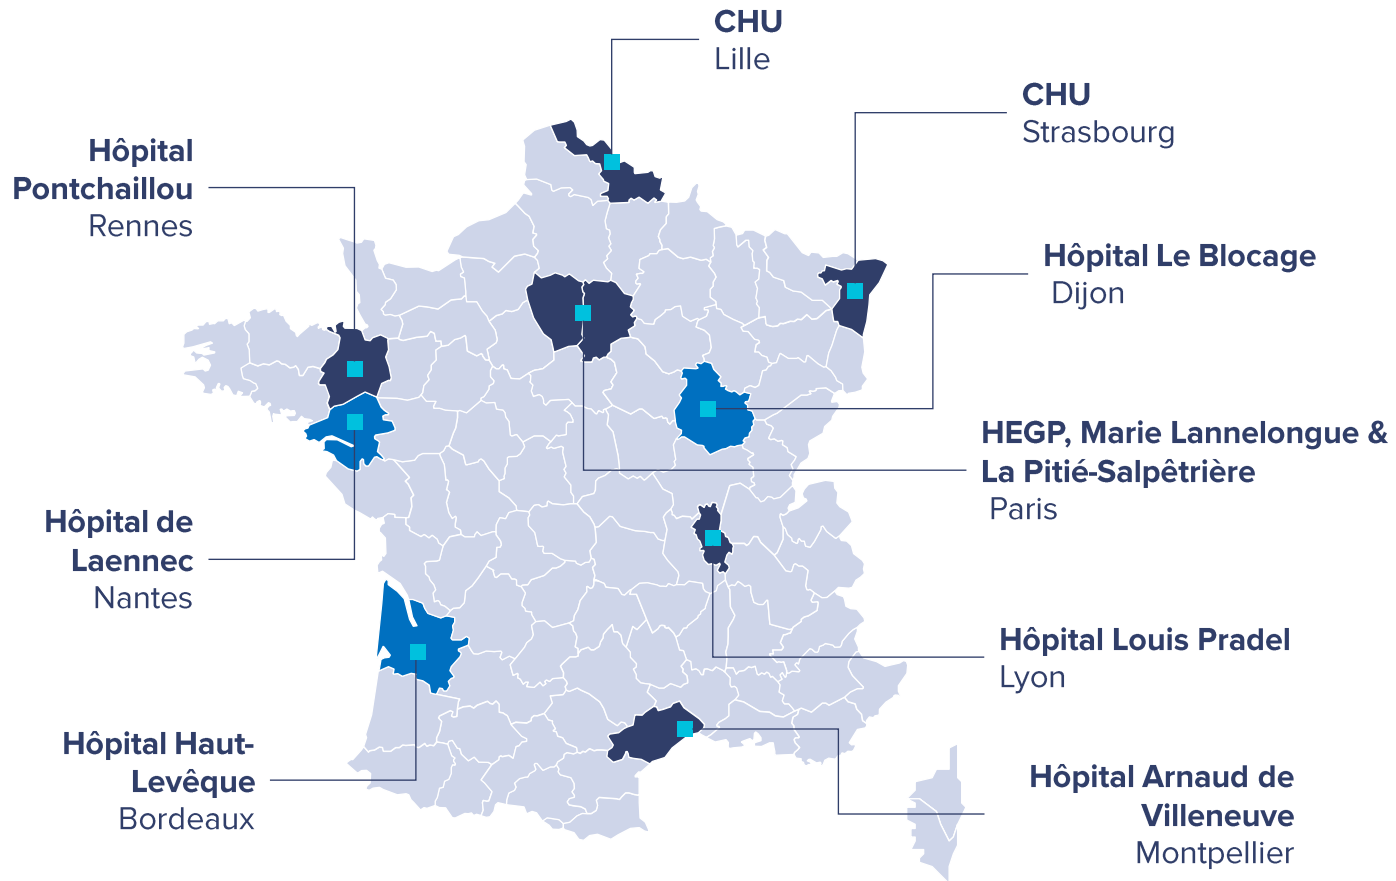 CHU
Lille
CHU
Strasbourg
Hôpital
Pontchaillou
Rennes
Hôpital Le Blocage
Dijon
HEGP, Marie Lannelongue &
La Pitié-Salpêtrière
Paris
Hôpital de
Laennec
Nantes
Hôpital Louis Pradel
Lyon
Hôpital Haut-
Levêque
Bordeaux
Hôpital Arnaud de
Villeneuve
Montpellier